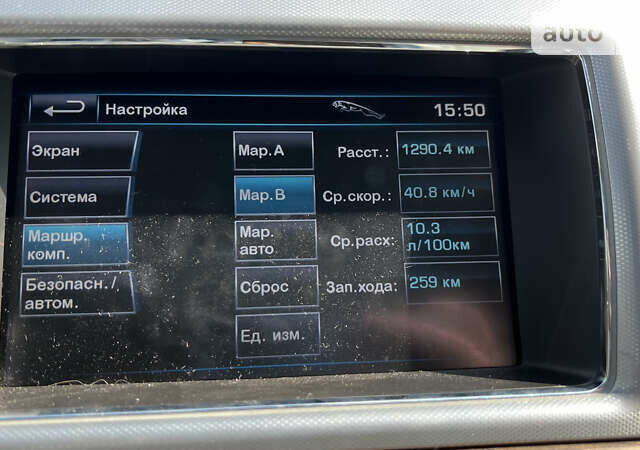 auto
Настройка
15:50
Экран
Система
Маршр.
комп.
Безопасн./
автом.
Мар.А
Мар.В
Мар.
авто
Сброс
Ед. изм.
Расст.: 1290.4 км
Ср.скор.: 40.8 км/ч
Ср.расх: 10.3
л/100км
Зап.хода: 259 км